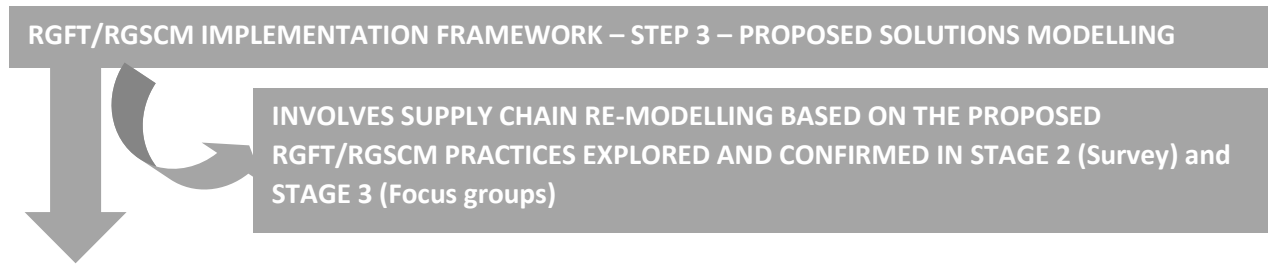 RGFT/RGSCM IMPLEMENTATION FRAMEWORK – STEP 3 – PROPOSED SOLUTIONS MODELLING
INVOLVES SUPPLY CHAIN RE-MODELLING BASED ON THE PROPOSED
RGFT/RGSCM PRACTICES EXPLORED AND CONFIRMED IN STAGE 2 (Survey) and
STAGE 3 (Focus groups)